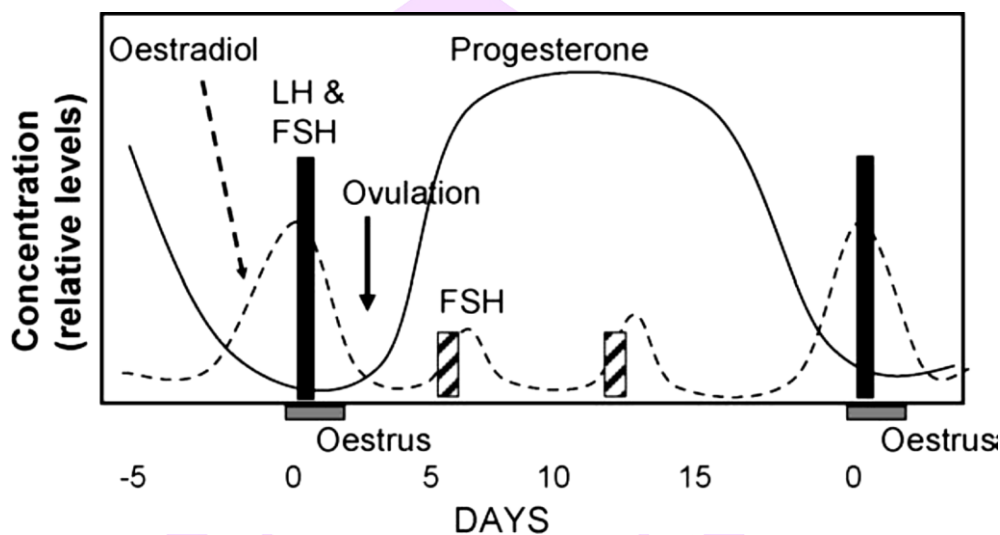 Oestradiol
Progesterone
LH &
FSH
Ovulation
FSH
Concentration
(relative levels)
Oestrus
Oestrus
-5 0 5 10 15 0
DAYS